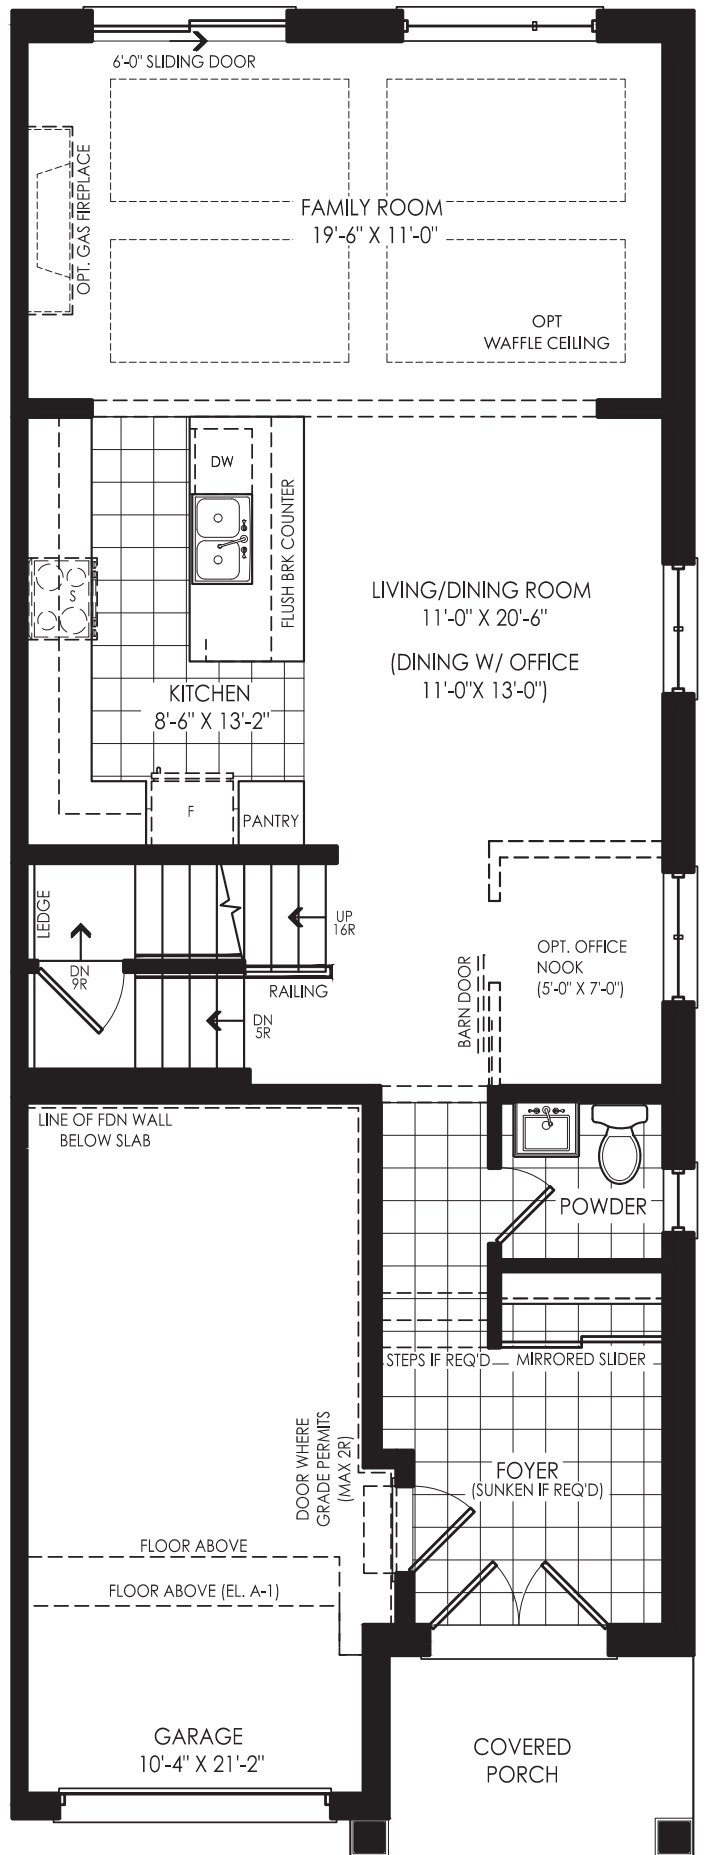 6'-0" SLIDING DOOR
OPT. GAS FIREPLACE
FAMILY ROOM
19'-6" X 11'-0"
OPT
WAFFLE CEILING
DW
FLUSH BRK COUNTER
S
LIVING/DINING ROOM
11'-0" X 20'-6"
(DINING W/ OFFICE
11'-0"X 13'-0")
KITCHEN
8'-6" X 13'-2"
F
PANTRY
LEDGE
UP
16R
DN
9R
RAILING
DN
5R
BARN DOOR
OPT. OFFICE
NOOK
(5'-0" X 7'-0")
LINE OF FDN WALL
BELOW SLAB
POWDER
STEPS IF REQ'D
MIRRORED SLIDER
DOOR WHERE
GRADE PERMITS
(MAX 2R)
FOYER
(SUNKEN IF REQ'D)
FLOOR ABOVE
FLOOR ABOVE (EL. A-1)
GARAGE
10'-4" X 21'-2"
COVERED
PORCH